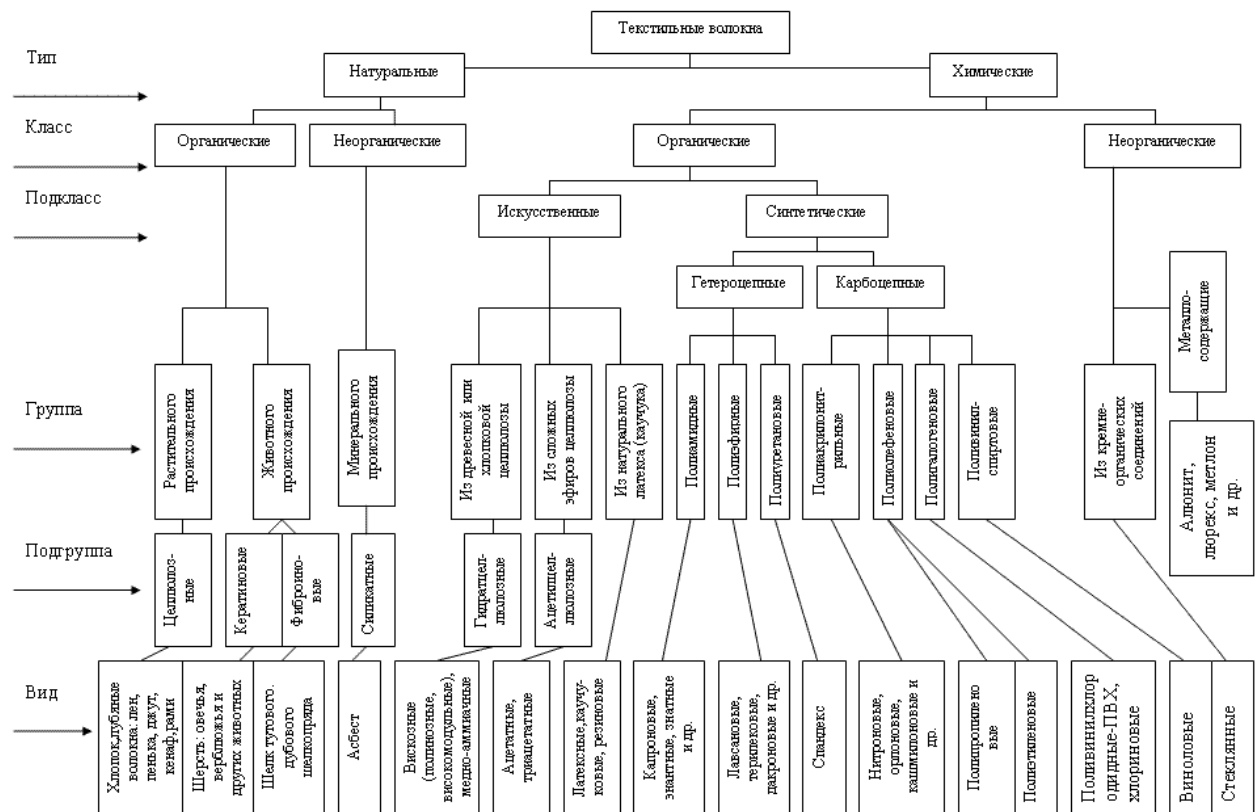 Текстильные волокна
Тип
Натуральные
Химические
Класс
Органические
Неорганические
Органические
Неорганические
Подкласс
Искусственные
Синтетические
Гетероцепные
Карбоцепные
Металло-
содержащие
Группа
Растительного
происхождения
Животного
происхождения
Минерального
происхождения
Из древесной или
хлопковой
целлюлозы
Из сложных
эфиров целлюлозы
Из натурального
латекса (каучука)
Полиамидные
Полиэфирные
Полиуретановые
Полиакрилонит-
рильные
Полиолефеновые
Полигалогеновые
Поливинил-
спиртовые
Из кремне-
органических
соединений
Алюнит,
люрекс, метлон
и др.
Подгруппа
Целлюлоз-
ные
Кератиновые
Фиброино-
вые
Силикатные
Гидратцел-
люлозные
Ацетилцел-
люлозные
Вид
Хлопок,лубяные
волокна: лен,
пенька, джут,
кенаф,рами
Шерсть: овечья,
верблюжья и
других животных
Шелк тутового.
дубового
шелкопряда
Асбест
Вискозные
(полинозные,
високомодульные),
медно-аммиачные
Ацетатные,
триацетатные
Латексные,каучу-
ковые, резиновые
Капроновые,
энантные, знатные
и др.
Лавсановые,
терилековые,
дакроновые и др.
Спандекс
Нитроновые,
орлоновые,
кашмилоновые и
др.
Полипропилено
вые
Полиэтиленовые
Поливинилхлор
одидные-ПВХ,
хлориновые
Виноловые
Стеклянные